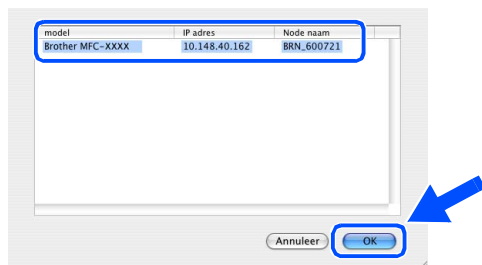 model IP adres Node naam
Brother MFC-XXXX 10.148.40.162 BRN_600721
Annuleer OK